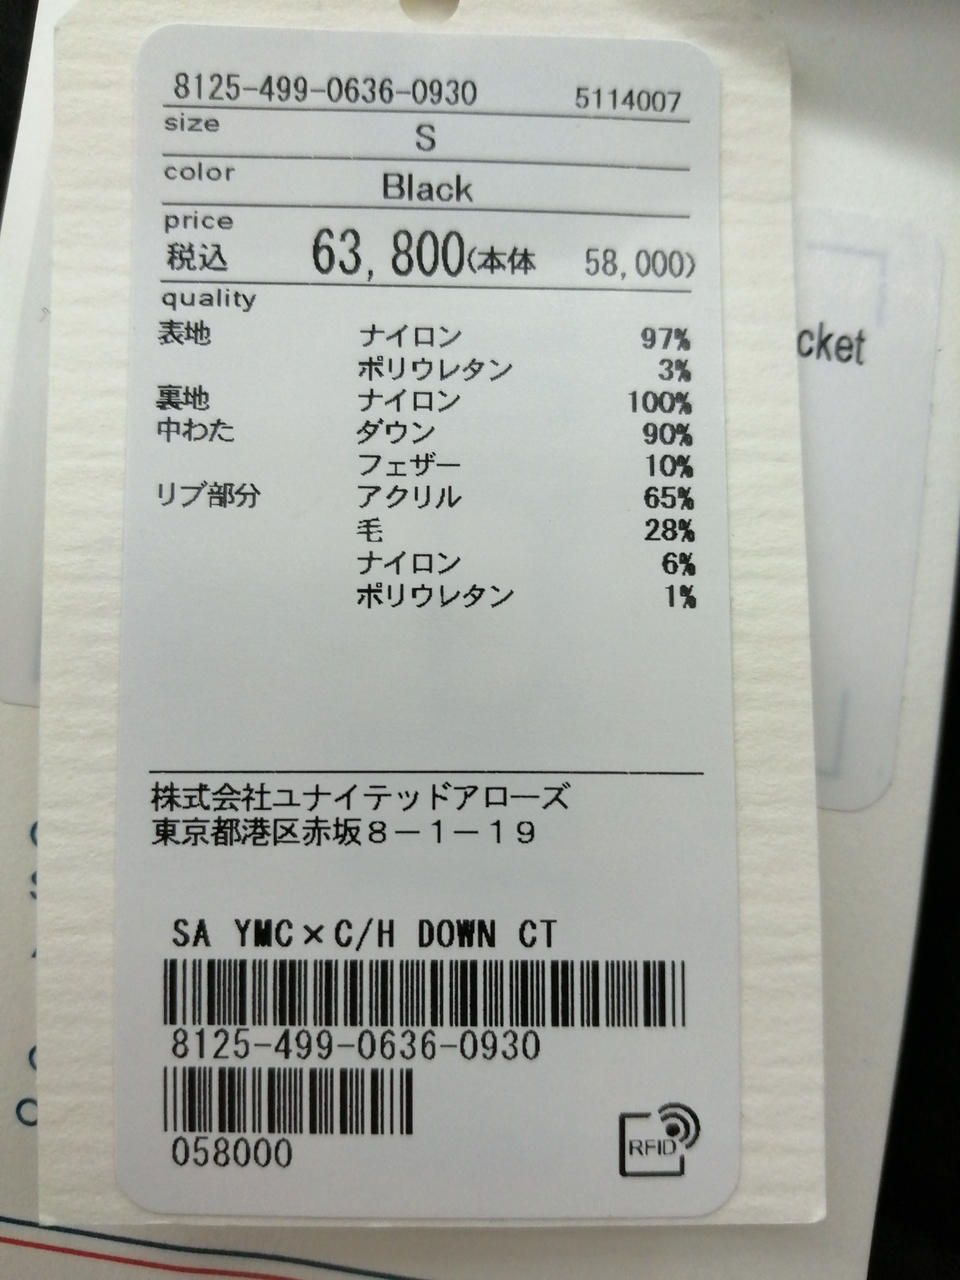 8125-499-0636-0930 5114007
size S
color Black
price
税込 63,800(本体 58,000)
quality
表地 ナイロン 97%
ポリウレタン 3%
裏地 ナイロン 100%
中わた ダウン 90%
フェザー 10%
リブ部分 アクリル 65%
毛 28%
ナイロン 6%
ポリウレタン 1%
株式会社ユナイテッドアローズ
東京都港区赤坂8-1-19
SA YMC×C/H DOWN CT
8125-499-0636-0930
058000
RFID
cket